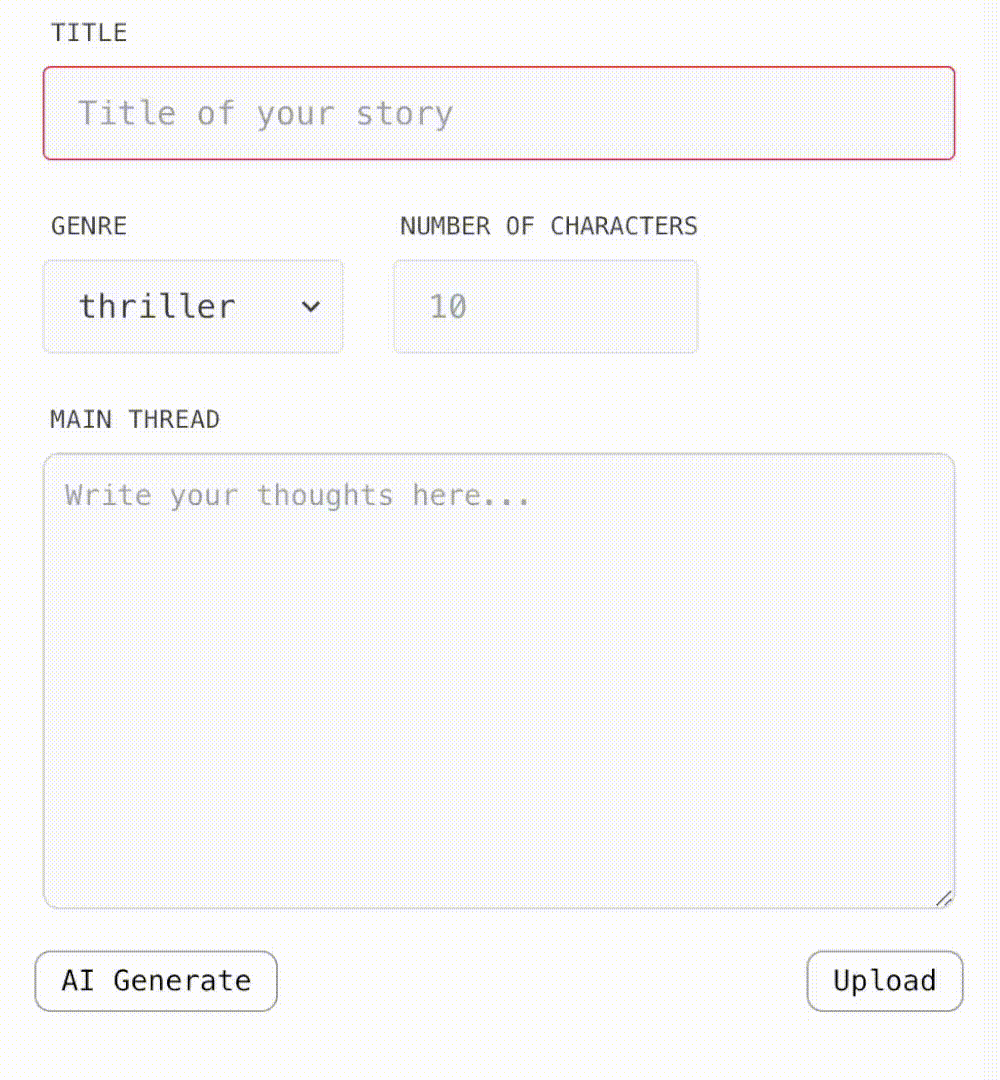 TITLE
Title of your story
GENRE NUMBER OF CHARACTERS
thriller 10
MAIN THREAD
Write your thoughts here...
AI Generate Upload